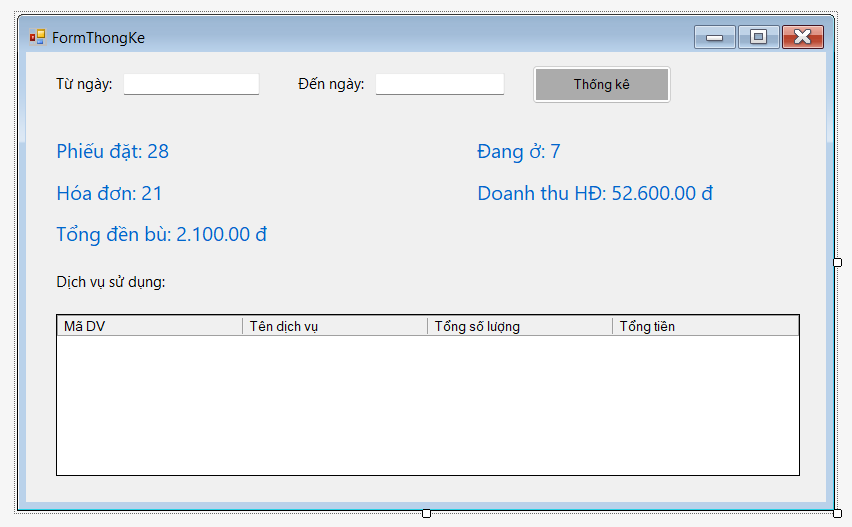 FormThongKe
Từ ngày: Đến ngày: Thống kê
Phiếu đặt: 28 Đang ở: 7
Hóa đơn: 21 Doanh thu HĐ: 52.600.00 đ
Tổng đền bù: 2.100.00 đ
Dịch vụ sử dụng:
Mã DV Tên dịch vụ Tổng số lượng Tổng tiền